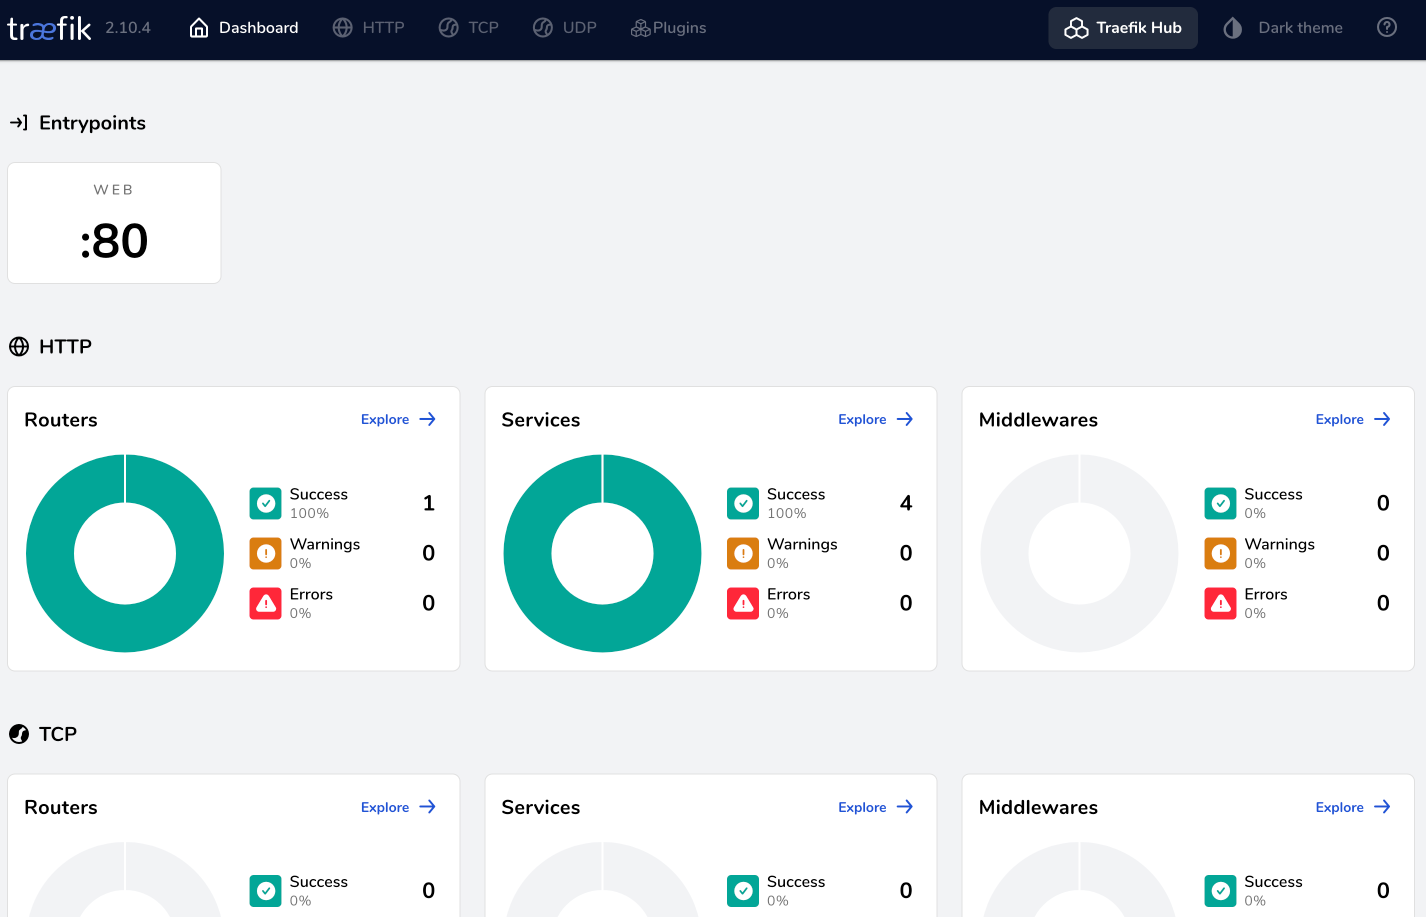 træfik 2.10.4 Dashboard HTTP TCP UDP Plugins Traefik Hub Dark theme
Entrypoints
WEB
:80
HTTP
Routers Explore
Success 1
100%
Warnings 0
0%
Errors 0
0%
Services Explore
Success 4
100%
Warnings 0
0%
Errors 0
0%
Middlewares Explore
Success 0
0%
Warnings 0
0%
Errors 0
0%
TCP
Routers Explore
Success 0
0%
Services Explore
Success 0
0%
Middlewares Explore
Success 0
0%